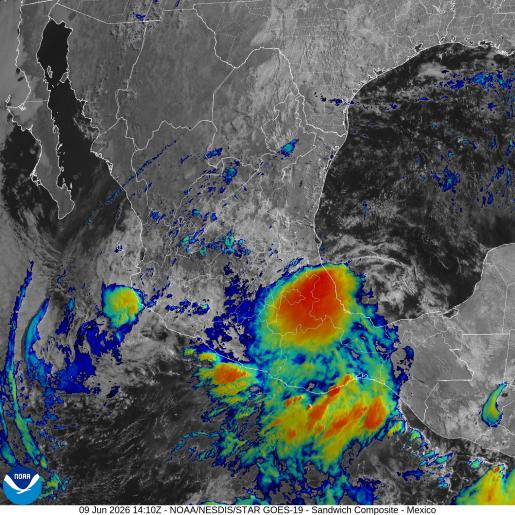 NOAA
09 Jun 2026 14:10Z - NOAA/NESDIS/STAR GOES-19 - Sandwich Composite - Mexico